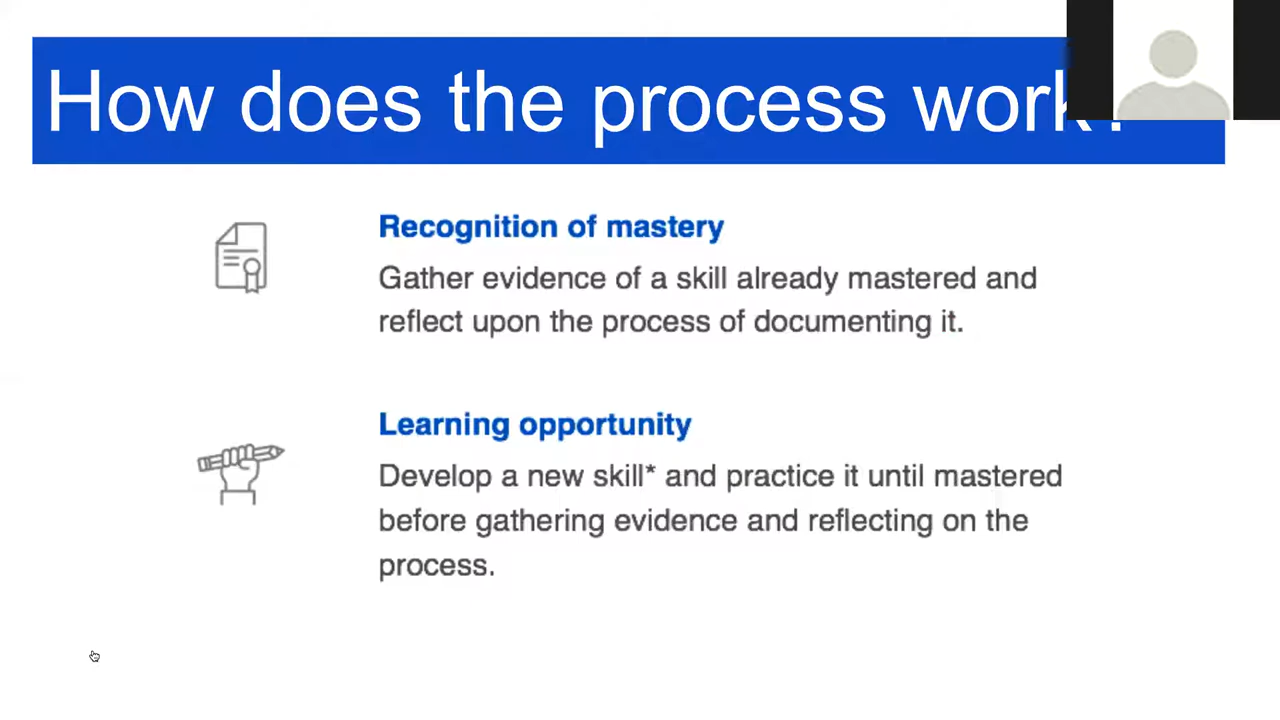 How does the process work?
Recognition of mastery
Gather evidence of a skill already mastered and
reflect upon the process of documenting it.
Learning opportunity
Develop a new skill* and practice it until mastered
before gathering evidence and reflecting on the
process.